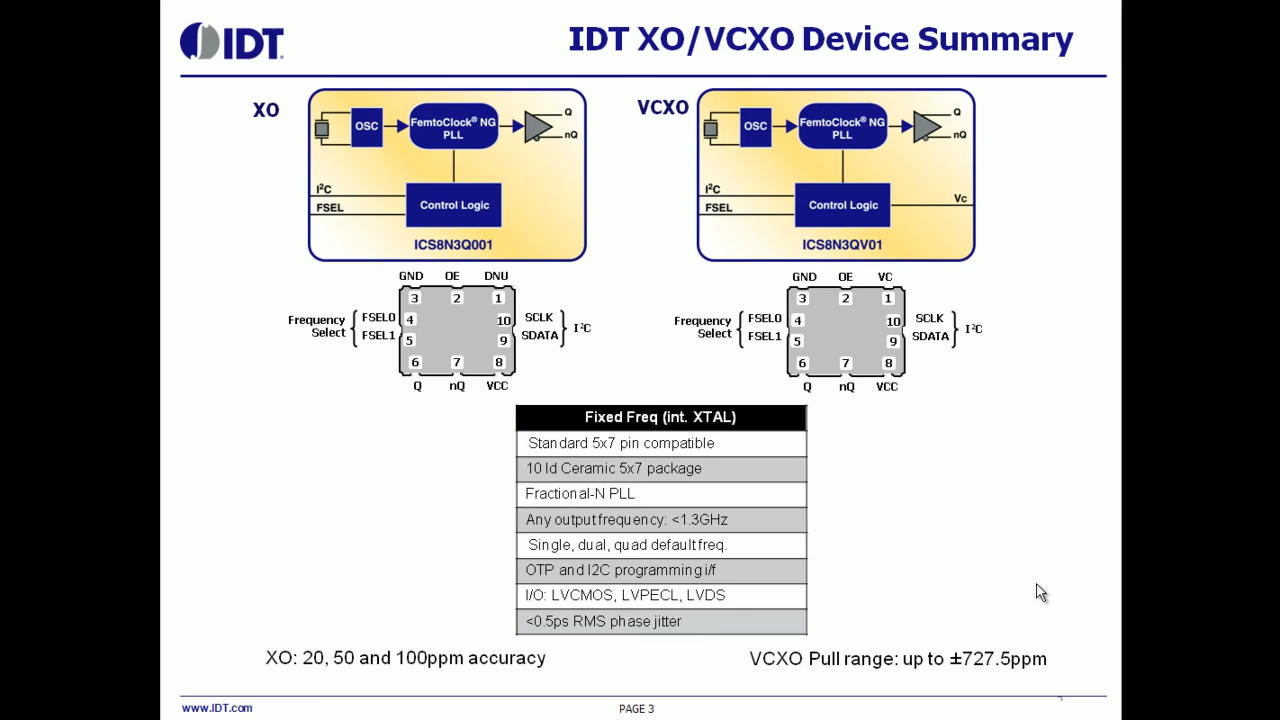 IDT
IDT XO/VCXO Device Summary
XO
OSC
FemtoClock® NG
PLL
Q
nQ
I²C
FSEL
Control Logic
ICS8N3Q001
VCXO
OSC
FemtoClock® NG
PLL
Q
nQ
I²C
FSEL
Control Logic
Vc
ICS8N3QV01
GND OE DNU
3 2 1
Frequency
Select
FSEL0
FSEL1
4
5
10
9
SCLK
SDATA
I²C
6 7 8
Q nQ VCC
GND OE VC
3 2 1
Frequency
Select
FSEL0
FSEL1
4
5
10
9
SCLK
SDATA
I²C
6 7 8
Q nQ VCC
Fixed Freq (int. XTAL)
Standard 5x7 pin compatible
10 ld Ceramic 5x7 package
Fractional-N PLL
Any output frequency: <1.3GHz
Single, dual, quad default freq.
OTP and I2C programming i/f
I/O: LVCMOS, LVPECL, LVDS
<0.5ps RMS phase jitter
XO: 20, 50 and 100ppm accuracy
VCXO Pull range: up to ±727.5ppm
www.IDT.com
PAGE 3